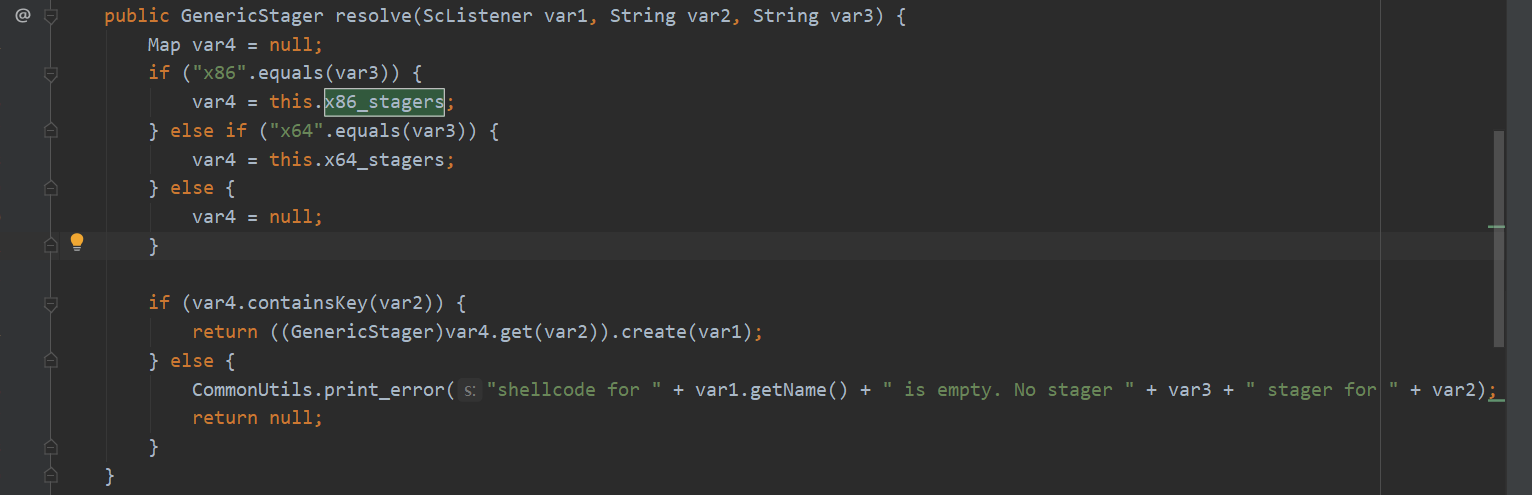 @ public GenericStager resolve(ScListener var1, String var2, String var3) {
Map var4 = null;
if ("x86".equals(var3)) {
var4 = this.x86_stagers;
} else if ("x64".equals(var3)) {
var4 = this.x64_stagers;
} else {
var4 = null;
}
if (var4.containsKey(var2)) {
return ((GenericStager)var4.get(var2)).create(var1);
} else {
CommonUtils.print_error( s: "shellcode for " + var1.getName() + " is empty. No stager " + var3 + " stager for " + var2);
return null;
}
}